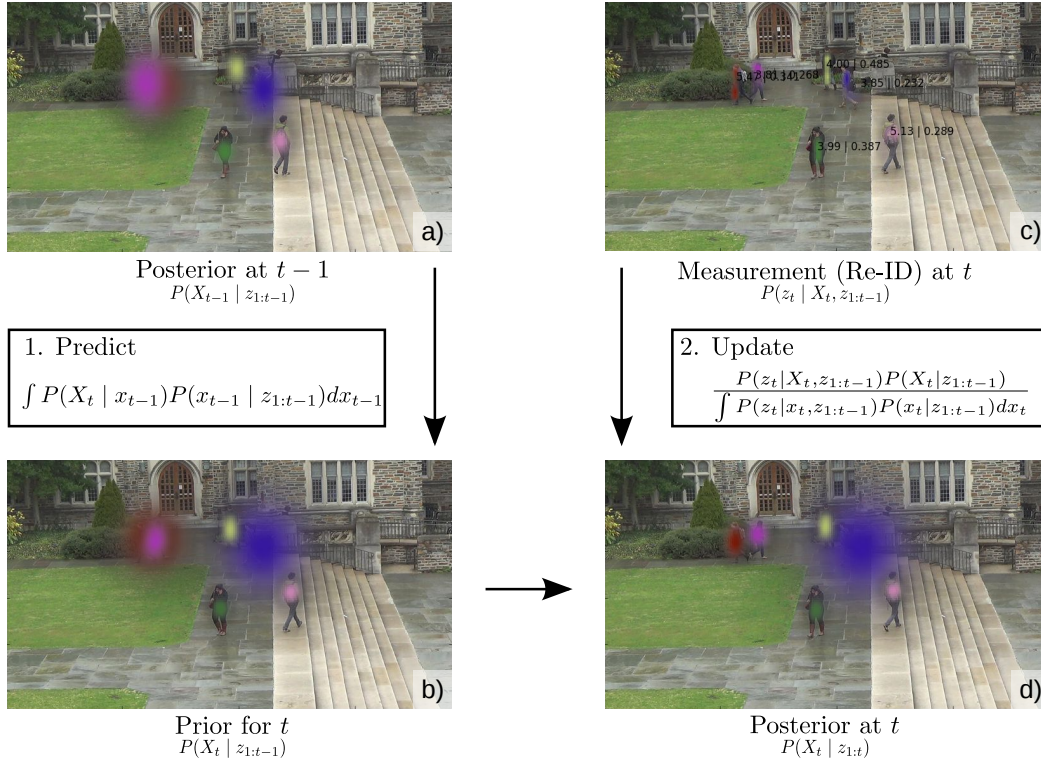 a)
Posterior at t − 1
P(X_{t−1} | z_{1:t−1})
1. Predict
∫ P(X_t | x_{t−1})P(x_{t−1} | z_{1:t−1})dx_{t−1}
b)
Prior for t
P(X_t | z_{1:t−1})
4.00 | 0.485
3.85 | 0.232
5.13 | 0.289
3.99 | 0.387
c)
Measurement (Re-ID) at t
P(z_t | X_t, z_{1:t−1})
2. Update
P(z_t|X_t,z_{1:t−1})P(X_t|z_{1:t−1})
∫ P(z_t|x_t,z_{1:t−1})P(x_t|z_{1:t−1})dx_t
d)
Posterior at t
P(X_t | z_{1:t})